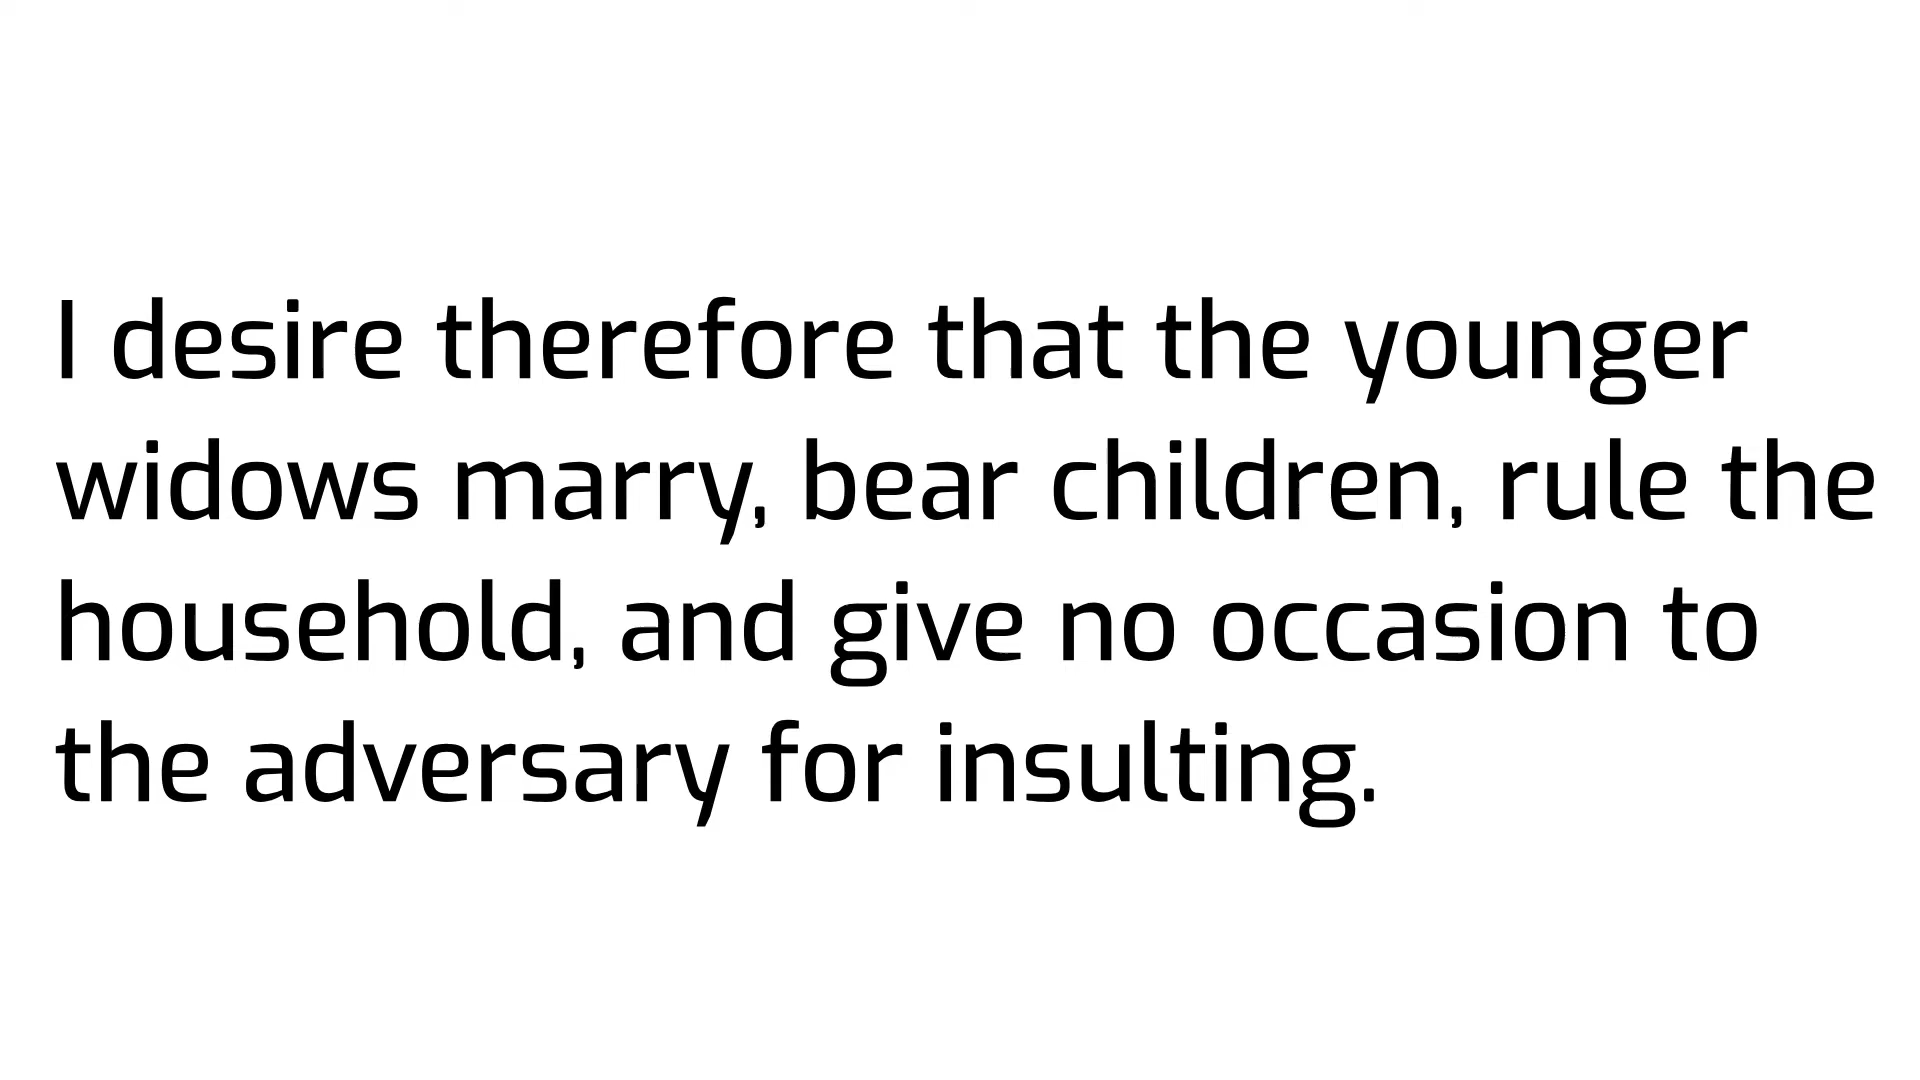 I desire therefore that the younger
widows marry, bear children, rule the
household, and give no occasion to
the adversary for insulting.